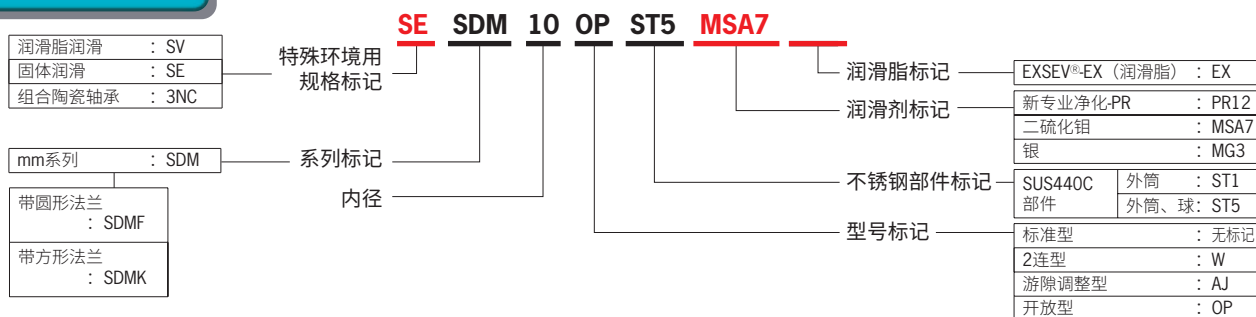 SE SDM 10 OP ST5 MSA7
润滑脂润滑 : SV
固体润滑 : SE
组合陶瓷轴承 : 3NC
特殊环境用
规格标记
mm系列 : SDM
系列标记
带圆形法兰
: SDMF
带方形法兰
: SDMK
内径
润滑脂标记
EXSEV®-EX（润滑脂） : EX
润滑剂标记
新专业净化-PR : PR12
二硫化钼 : MSA7
银 : MG3
不锈钢部件标记
SUS440C
部件
外筒 : ST1
外筒、球: ST5
型号标记
标准型 : 无标记
2连型 : W
游隙调整型 : AJ
开放型 : OP